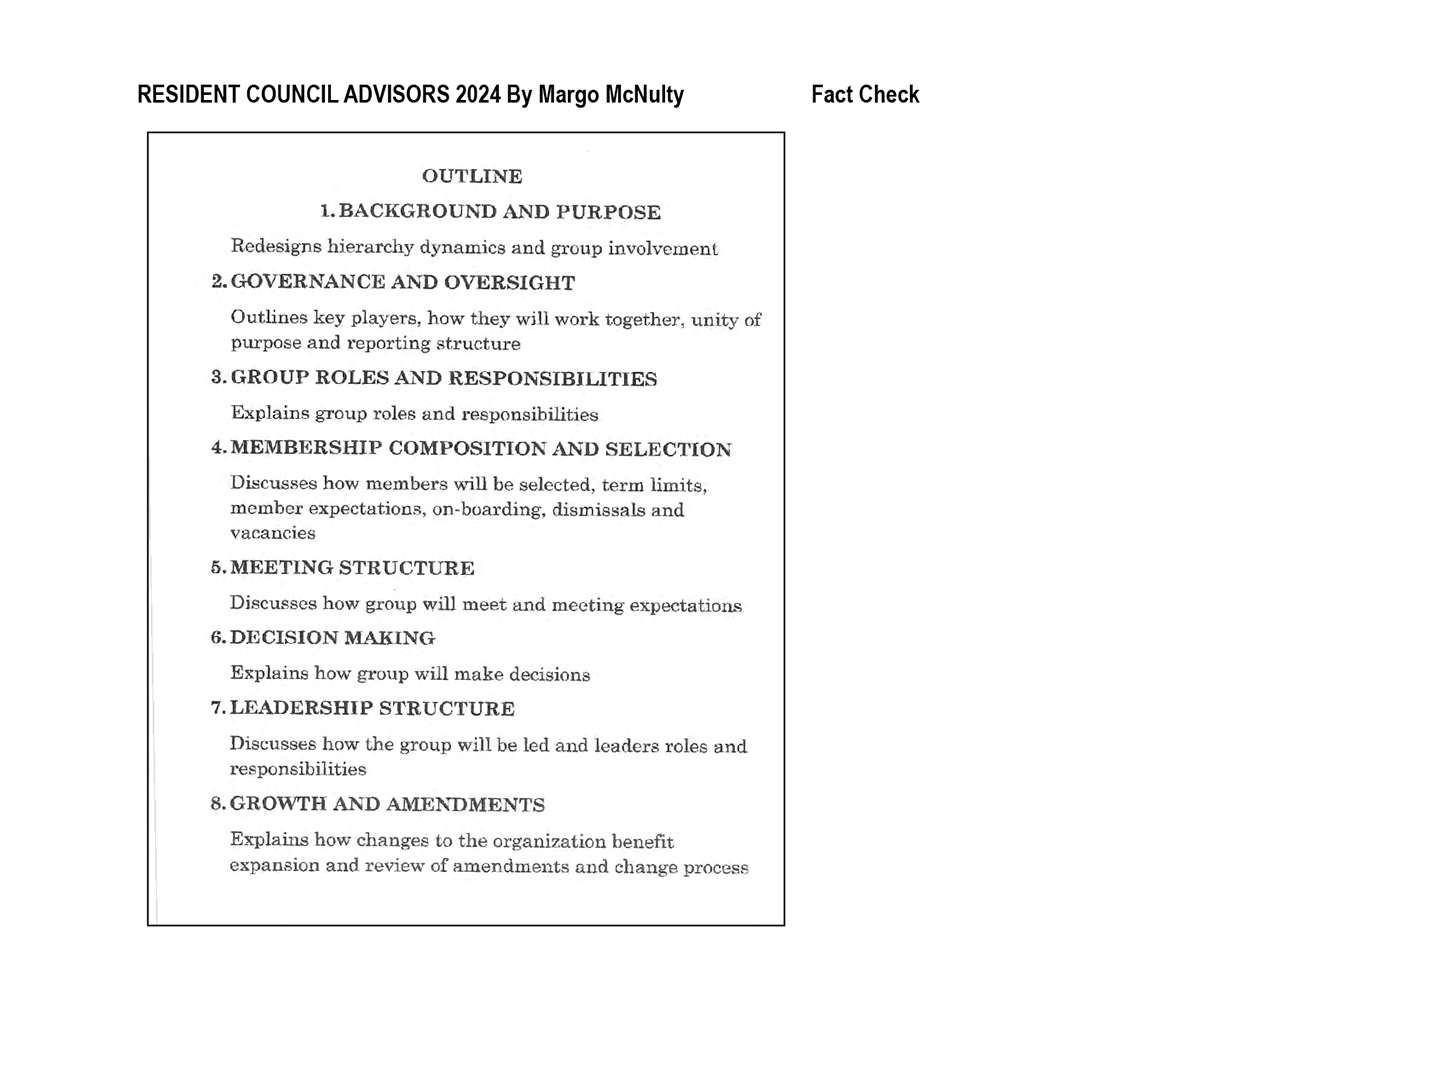 RESIDENT COUNCIL ADVISORS 2024 By Margo McNulty
Fact Check
OUTLINE
1. BACKGROUND AND PURPOSE
Redesigns hierarchy dynamics and group involvement
2. GOVERNANCE AND OVERSIGHT
Outlines key players, how they will work together, unity of
purpose and reporting structure
3. GROUP ROLES AND RESPONSIBILITIES
Explains group roles and responsibilities
4. MEMBERSHIP COMPOSITION AND SELECTION
Discusses how members will be selected, term limits,
member expectations, on-boarding, dismissals and
vacancies
5. MEETING STRUCTURE
Discusses how group will meet and meeting expectations
6. DECISION MAKING
Explains how group will make decisions
7. LEADERSHIP STRUCTURE
Discusses how the group will be led and leaders roles and
responsibilities
8. GROWTH AND AMENDMENTS
Explains how changes to the organization benefit
expansion and review of amendments and change process